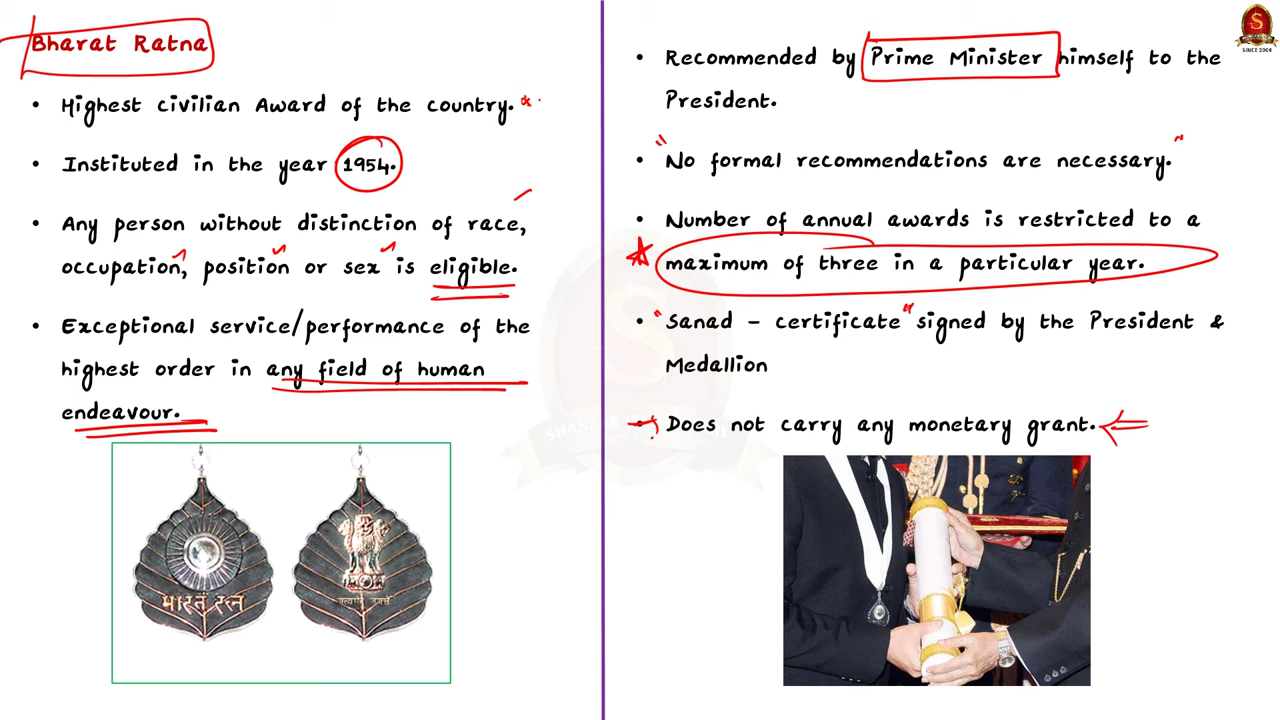 Bharat Ratna
• Highest civilian Award of the country.
• Instituted in the year 1954.
• Any person without distinction of race,
occupation, position or sex is eligible.
• Exceptional service/performance of the
highest order in any field of human
endeavour.
भारत रत्न
• Recommended by Prime Minister himself to the
President.
• "No formal recommendations are necessary."
• Number of annual awards is restricted to a
maximum of three in a particular year.
• "Sanad - certificate" signed by the President &
Medallion
• Does not carry any monetary grant.
S
SINCE 2004